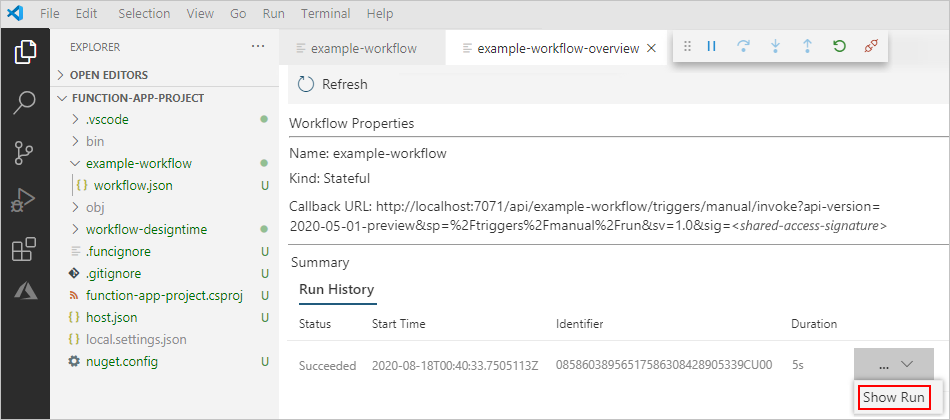 File Edit View Go Run Terminal Help
EXPLORER ...
OPEN EDITORS
FUNCTION-APP-PROJECT
.vscode
bin
example-workflow
{} workflow.json U
obj
workflow-designtime
.funcignore U
.gitignore U
function-app-project.csproj U
host.json U
local.settings.json
nuget.config U
example-workflow
example-workflow-overview
Refresh
Workflow Properties
Name: example-workflow
Kind: Stateful
Callback URL: http://localhost:7071/api/example-workflow/triggers/manual/invoke?api-version=
2020-05-01-preview&sp=%2Ftriggers%2Fmanual%2Frun&sv=1.0&sig=<shared-access-signature>
Summary
Run History
Status Start Time Identifier Duration
Succeeded 2020-08-18T00:40:33.7505113Z 08586038956517586308428905339CU00 5s ...
Show Run